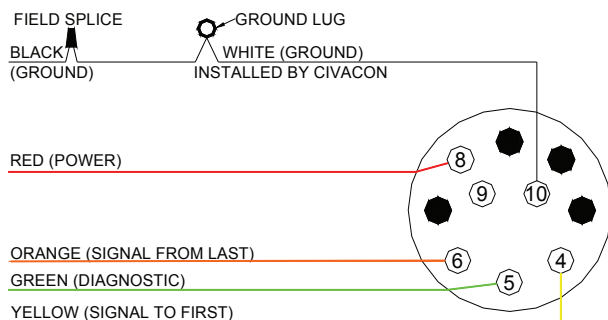 FIELD SPLICE
GROUND LUG
BLACK
(GROUND)
WHITE (GROUND)
INSTALLED BY CIVACON
RED (POWER)
8
9
10
ORANGE (SIGNAL FROM LAST)
6
4
GREEN (DIAGNOSTIC)
5
YELLOW (SIGNAL TO FIRST)